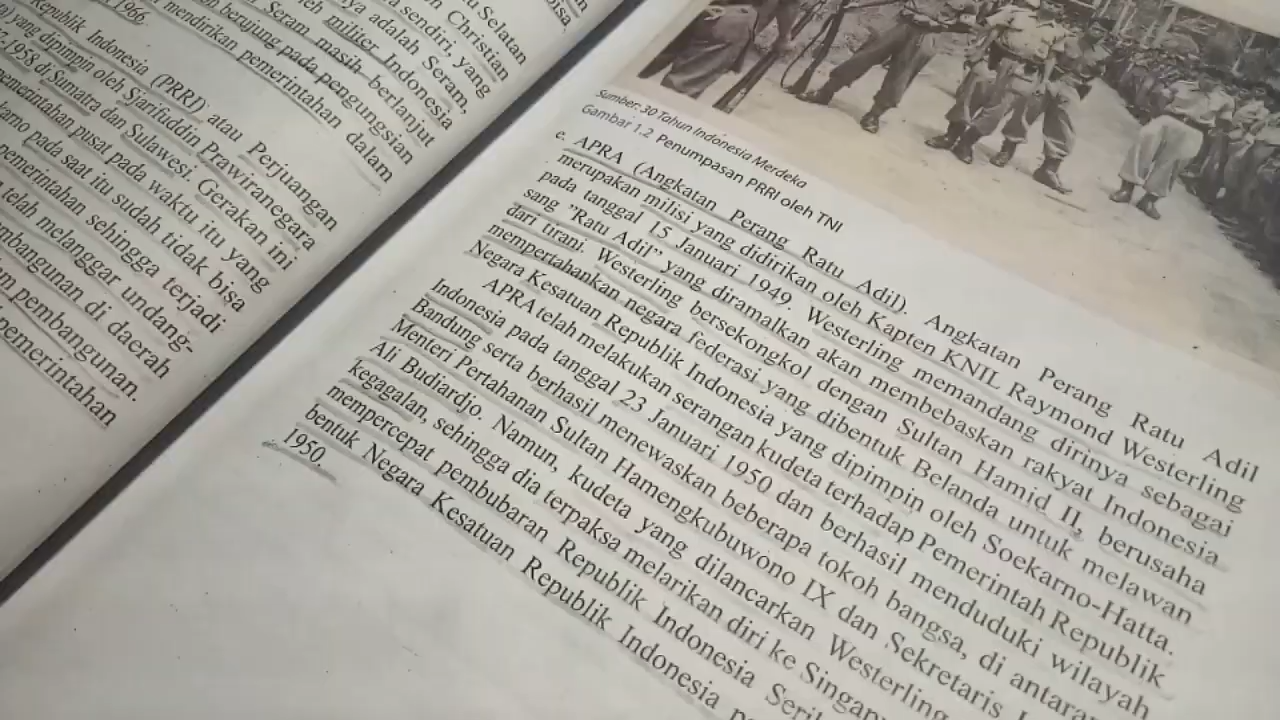 u Selatan
Christian
a sendiri, yang
ya adalah Seram,
leh milier Indonesia
Seram masih berlanjut
n berujung pada pengungsian
mendirikan pemerintahan dalam
1966.
Republik Indonesia (PRRI) atau Perjuangan
yang dipimpin oleh Sjarifuddin Prawiranegara
1958 di Sumatra dan Sulawesi. Gerakan ini
merintahan pusat pada waktu itu yang
arno pada saat itu sudah tidak bisa
pemerintahan sehingga terjadi
telah melanggar undang-
mbangunan di daerah
m pembangunan.
pemerintahan
Sumber: 30 Tahun Indonesia Merdeka
Gambar 1.2 Penumpasan PRRI oleh TNI
e. APRA (Angkatan Perang Ratu Adil). Angkatan Perang Ratu Adil
merupakan milisi yang didirikan oleh Kapten KNIL Raymond Westerling
pada tanggal 15 Januari 1949. Westerling memandang dirinya sebagai
sang "Ratu Adil" yang diramalkan akan membebaskan rakyat Indonesia
dari tirani. Westerling bersekongkol dengan Sultan Hamid II, berusaha
mempertahankan negara federasi yang dibentuk Belanda untuk melawan
Negara Kesatuan Republik Indonesia yang dipimpin oleh Soekarno-Hatta.
APRA telah melakukan serangan kudeta terhadap Pemerintah Republik
Indonesia pada tanggal 23 Januari 1950 dan berhasil menduduki wilayah
Bandung serta berhasil menewaskan beberapa tokoh bangsa, di antara
Menteri Pertahanan Sultan Hamengkubuwono IX dan Sekretaris
Ali Budiardjo. Namun, kudeta yang dilancarkan Westerling
kegagalan, sehingga dia terpaksa melarikan diri ke Singap
mempercepat pembubaran Republik Indonesia Seri
bentuk Negara Kesatuan Republik Indonesia p
1950.